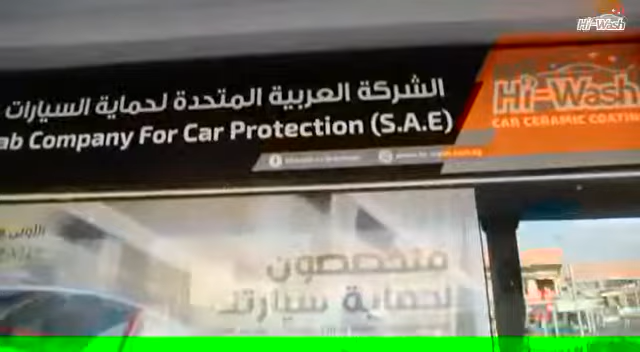 Hi-Wash
الشركة العربية المتحدة لحماية السيارات
ab Company For Car Protection (S.A.E)
Hi-Wash
CAR CERAMIC COATIN
متخصصون
لحماية سيارتك